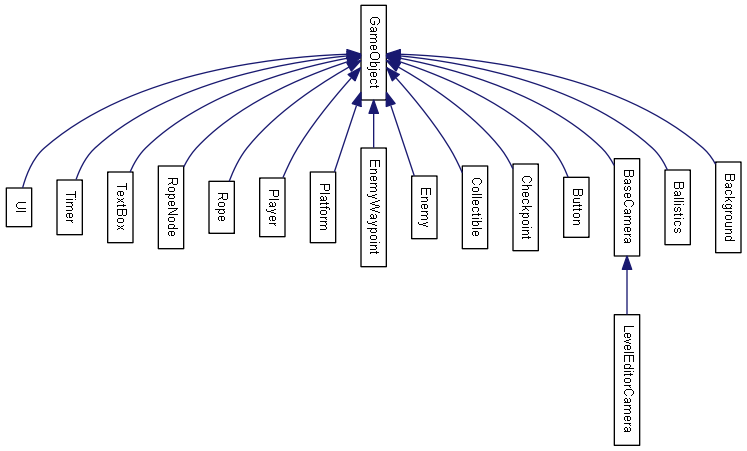 GameObject
UI
Timer
TextBox
RopeNode
Rope
Player
Platform
EnemyWaypoint
Enemy
Collectible
Checkpoint
Button
BaseCamera
Ballistics
Background
LevelEditorCamera